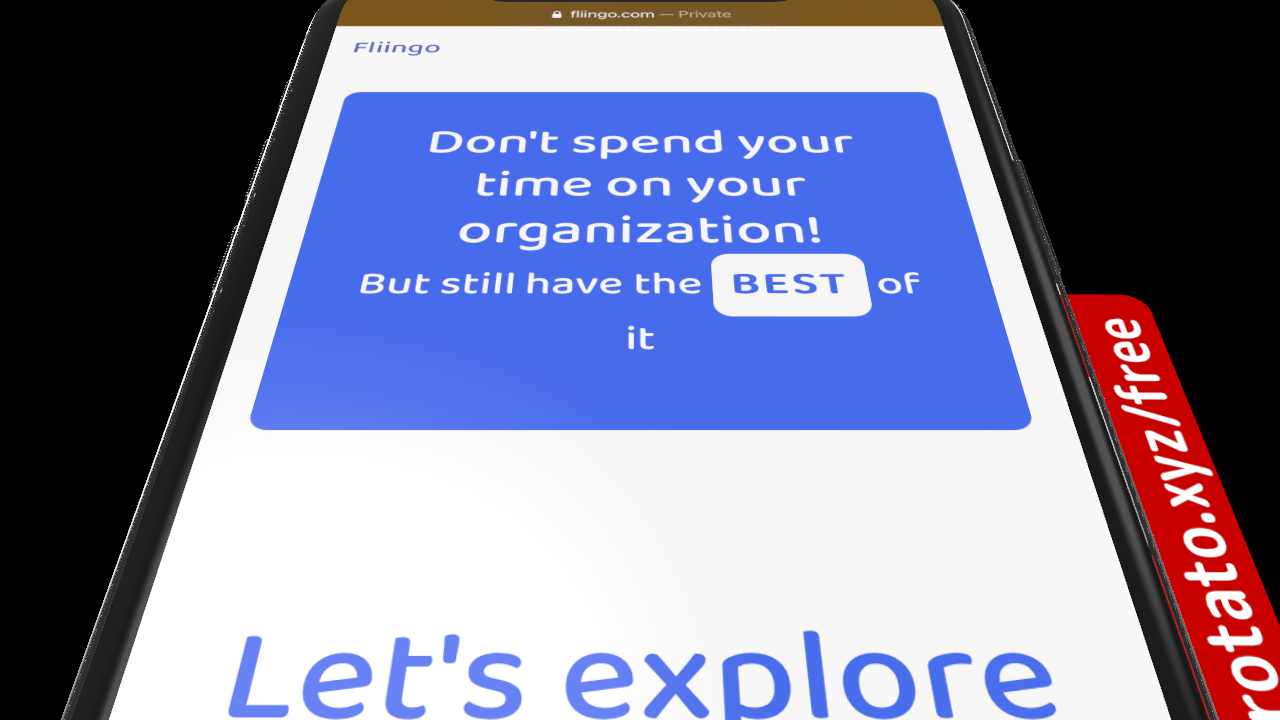 fliingo.com — Private
Fliingo
Don't spend your
time on your
organization!
But still have the BEST of
it
Let's explore
rotato.xyz/free